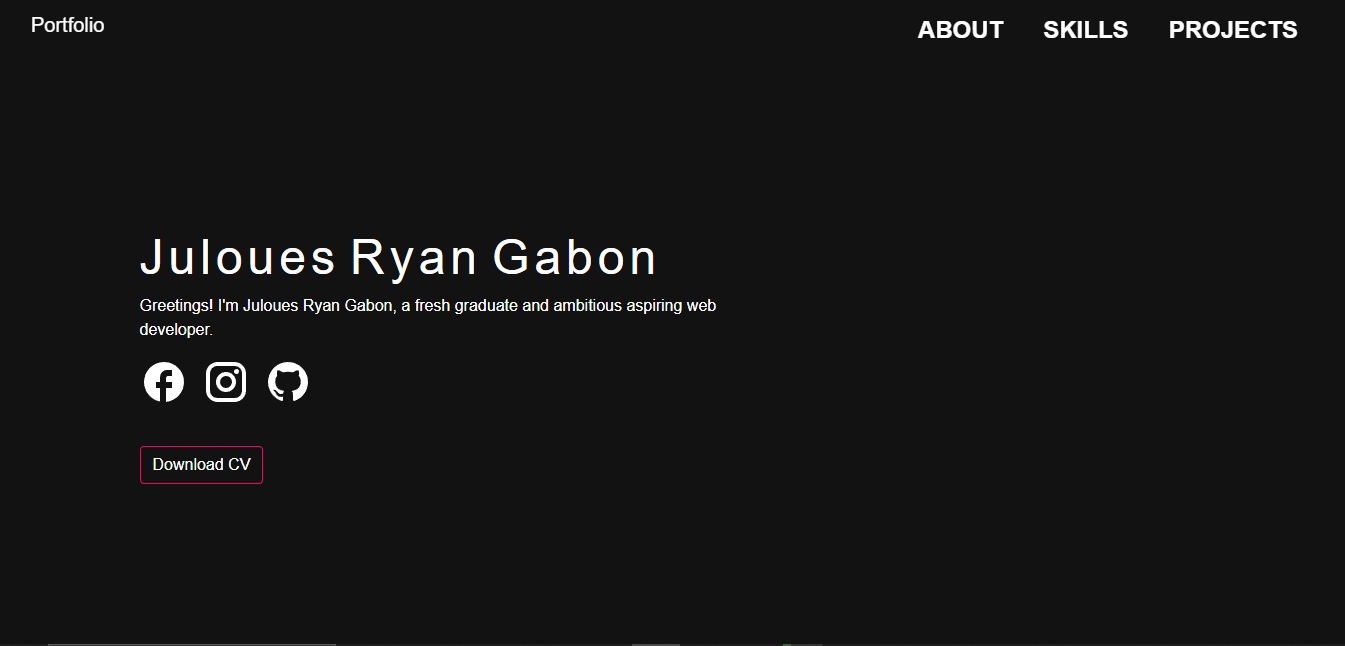 Portfolio
ABOUT SKILLS PROJECTS
Juloues Ryan Gabon
Greetings! I'm Juloues Ryan Gabon, a fresh graduate and ambitious aspiring web
developer.
Download CV